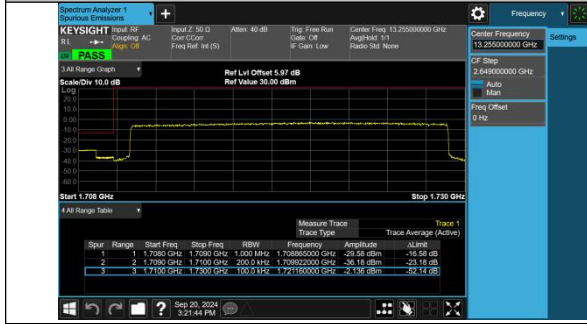 Spectrum Analyzer 1
Spurious Emissions
+
Frequency
KEYSIGHT Input: RF Input Z: 50 Ω Atten: 40 dB Trig: Free Run Center Freq: 13.255000000 GHz
RL Coupling: AC Corr CCorr Gate: Off Avg|Hold: 1/1
Align: Off Freq Ref: Int (S) IF Gain: Low Radio Std: None
PASS
Center Frequency
13.255000000 GHz
Settings
CF Step
2.649000000 GHz
Auto
Man
Freq Offset
0 Hz
3 All Range Graph
Ref Lvl Offset 5.97 dB
Scale/Div 10.0 dB Ref Value 30.00 dBm
Log
20.0
10.0
0.00
-10.0
-20.0
-30.0
-40.0
-50.0
-60.0
Start 1.708 GHz Stop 1.730 GHz
4 All Range Table
Measure Trace Trace 1
Trace Type Trace Average (Active)
Spur Range Start Freq Stop Freq RBW Frequency Amplitude ΔLimit
1 1 1.7080 GHz 1.7090 GHz 1.000 MHz 1.708865000 GHz -29.58 dBm -16.58 dB
2 2 1.7090 GHz 1.7100 GHz 200.0 kHz 1.709922000 GHz -36.18 dBm -23.18 dB
3 3 1.7100 GHz 1.7300 GHz 100.0 kHz 1.721160000 GHz -2.136 dBm -52.14 dB
Sep 20, 2024
3:21:44 PM